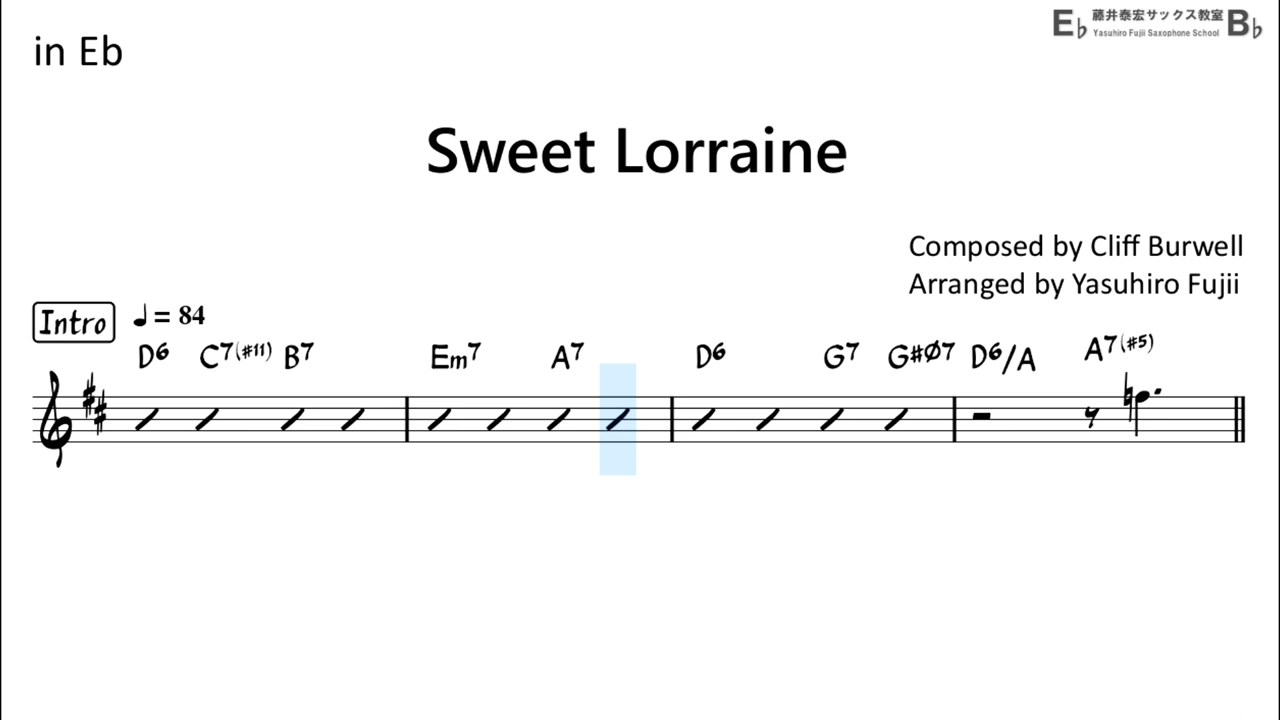 in Eb
E♭ 藤井泰宏サックス教室 B♭
Yasuhiro Fujii Saxophone School
Sweet Lorraine
Composed by Cliff Burwell
Arranged by Yasuhiro Fujii
Intro ♩= 84
D6 C7(#11) B7 Em7 A7 D6 G7 G#ø7 D6/A A7(#5)